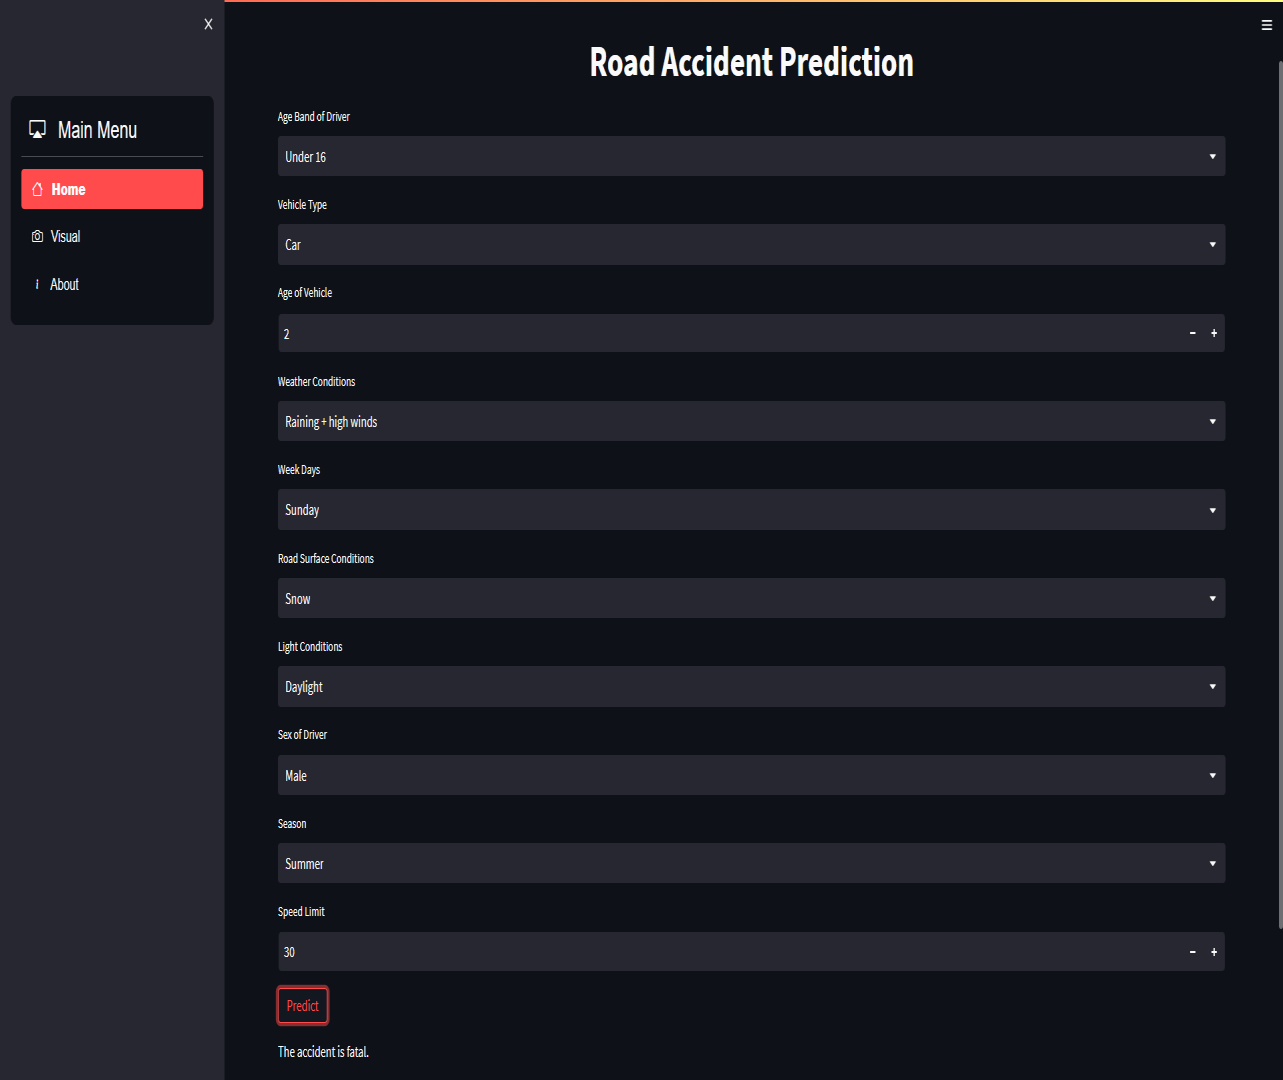 X
Main Menu
Home
Visual
About
Road Accident Prediction
Age Band of Driver
Under 16
Vehicle Type
Car
Age of Vehicle
2
Weather Conditions
Raining + high winds
Week Days
Sunday
Road Surface Conditions
Snow
Light Conditions
Daylight
Sex of Driver
Male
Season
Summer
Speed Limit
30
Predict
The accident is fatal.